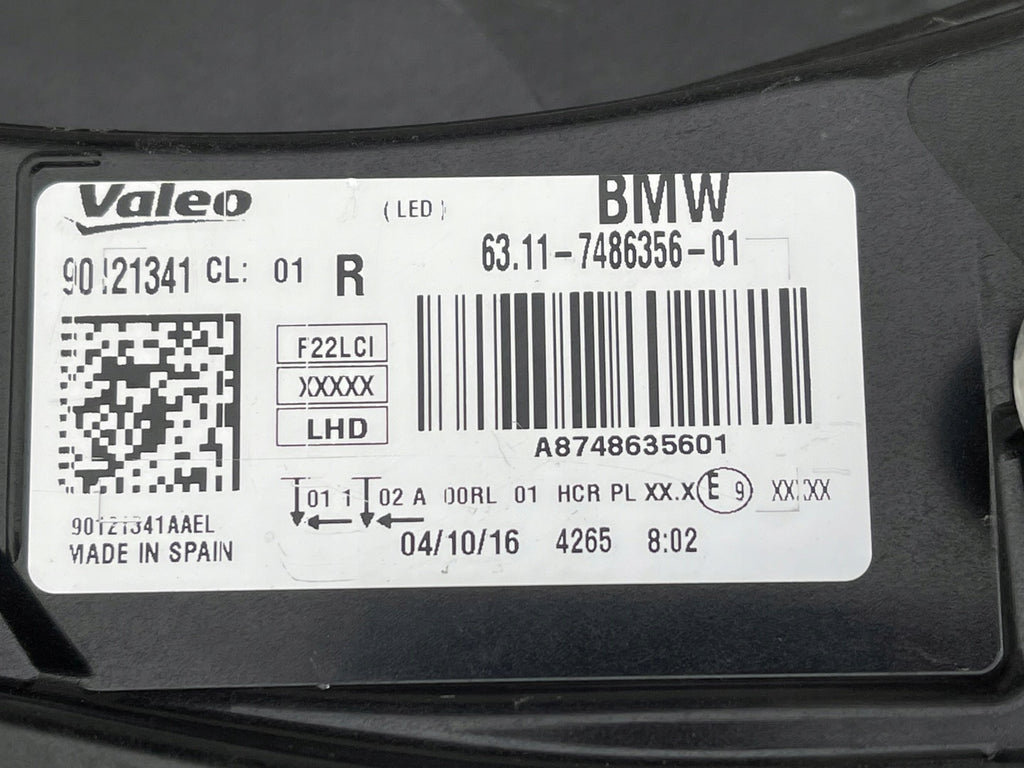 Valeo (LED) BMW
90121341 CL: 01 R 63.11-7486356-01
F22LCI
XXXXX
LHD
A8748635601
01 1 02 A 00RL 01 HCR PL XX.X E 9 XX XX
90121341AAEL
MADE IN SPAIN
04/10/16 4265 8:02